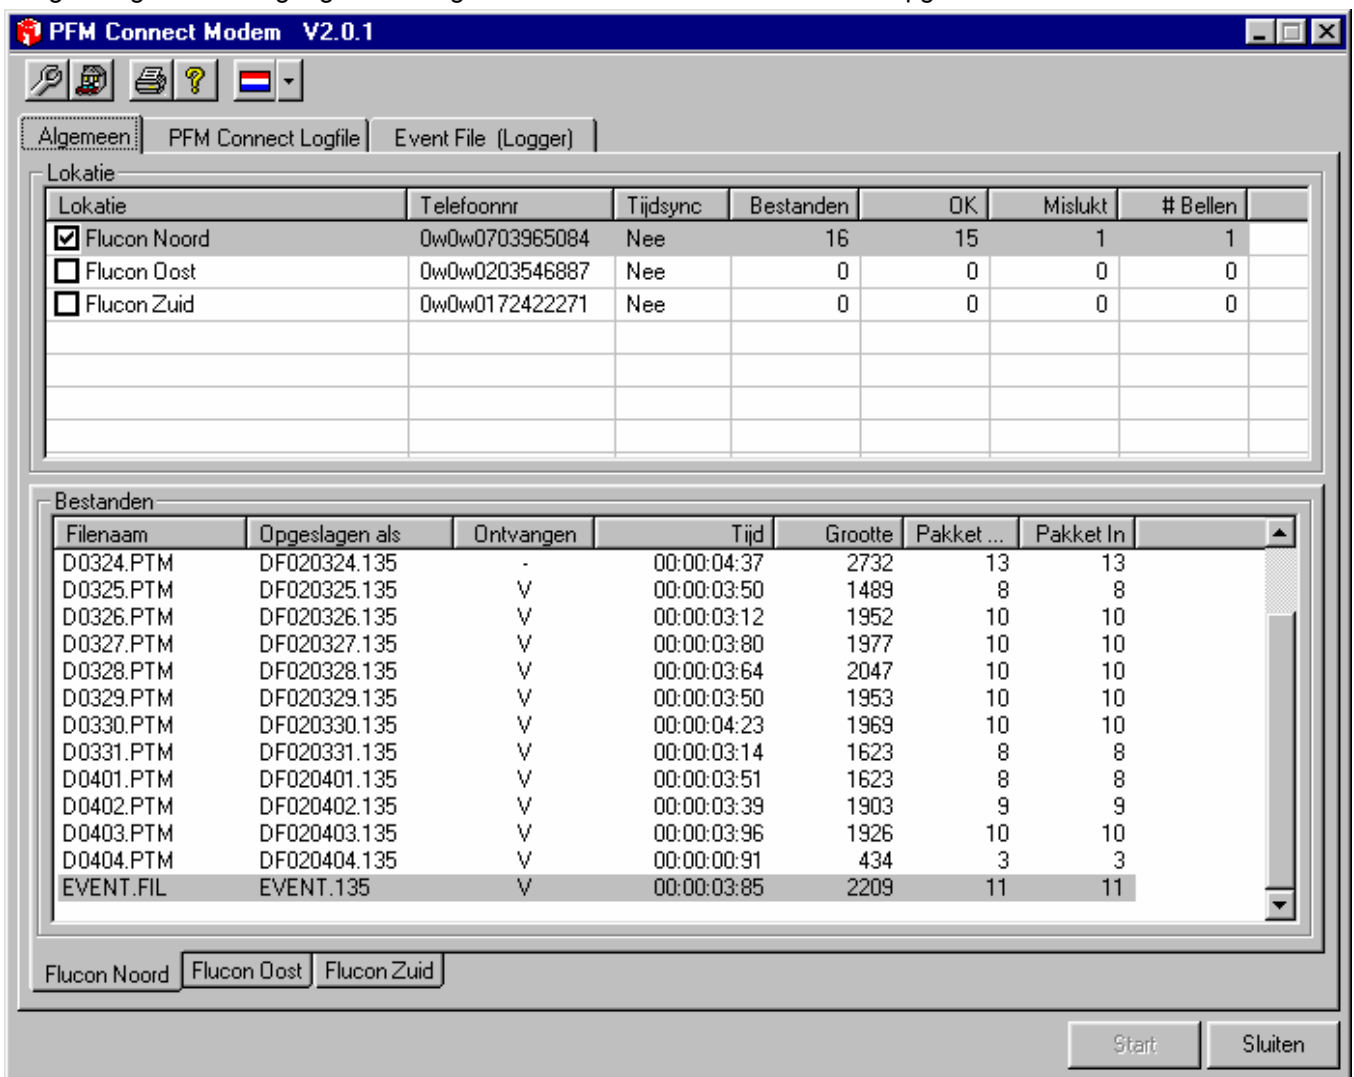 PFM Connect Modem V2.0.1
Algemeen PFM Connect Logfile Event File (Logger)
Lokatie
Lokatie Telefoonnr Tijdsync Bestanden OK Mislukt # Bellen
Flucon Noord 0w0w0703965084 Nee 16 15 1 1
Flucon Oost 0w0w0203546887 Nee 0 0 0 0
Flucon Zuid 0w0w0172422271 Nee 0 0 0 0
Bestanden
Filenaam Opgeslagen als Ontvangen Tijd Grootte Pakket ... Pakket In
D0324.PTM DF020324.135 - 00:00:04:37 2732 13 13
D0325.PTM DF020325.135 V 00:00:03:50 1489 8 8
D0326.PTM DF020326.135 V 00:00:03:12 1952 10 10
D0327.PTM DF020327.135 V 00:00:03:80 1977 10 10
D0328.PTM DF020328.135 V 00:00:03:64 2047 10 10
D0329.PTM DF020329.135 V 00:00:03:50 1953 10 10
D0330.PTM DF020330.135 V 00:00:04:23 1969 10 10
D0331.PTM DF020331.135 V 00:00:03:14 1623 8 8
D0401.PTM DF020401.135 V 00:00:03:51 1623 8 8
D0402.PTM DF020402.135 V 00:00:03:39 1903 9 9
D0403.PTM DF020403.135 V 00:00:03:96 1926 10 10
D0404.PTM DF020404.135 V 00:00:00:91 434 3 3
EVENT.FIL EVENT.135 V 00:00:03:85 2209 11 11
Flucon Noord Flucon Oost Flucon Zuid
Start Sluiten